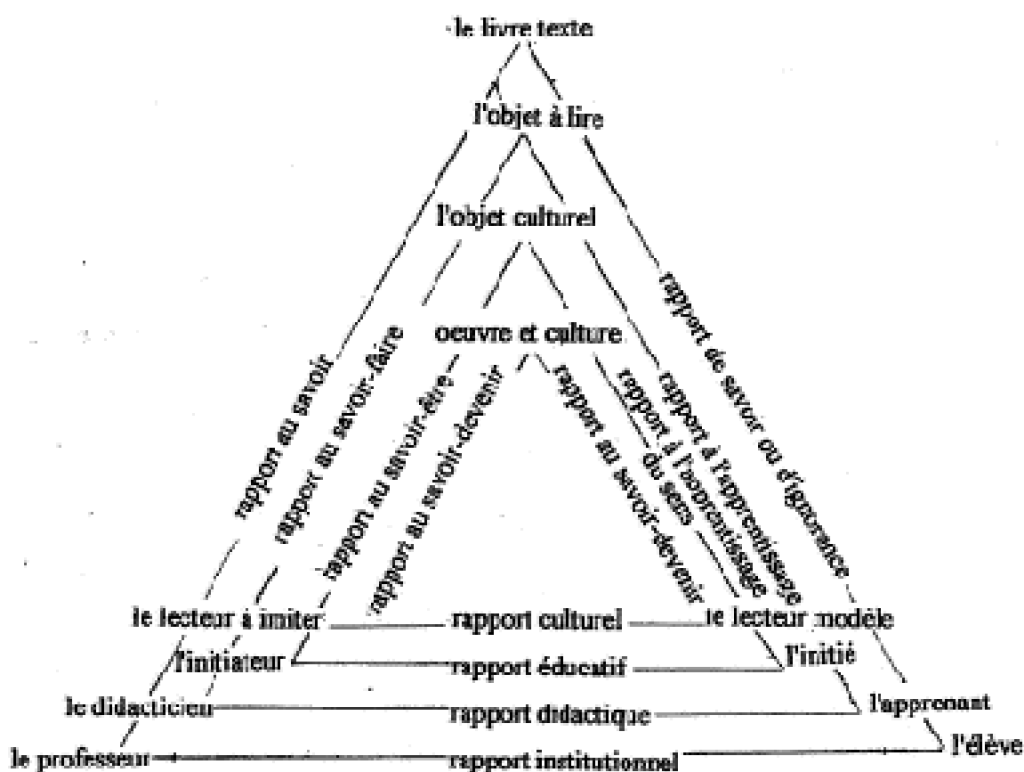 le livre texte
l'objet à lire
l'objet culturel
oeuvre et culture
rapport au savoir
rapport au savoir-faire
rapport au savoir-être
rapport au savoir-devenir
rapport au savoir-devenir
rapport à l'apprentissage
du sens
rapport à l'apprentissage
rapport de savoir ou d'ignorance
le lecteur à imiter
rapport culturel
le lecteur modèle
l'initiateur
rapport éducatif
l'initié
le didacticien
rapport didactique
l'apprenant
le professeur
rapport institutionnel
l'élève